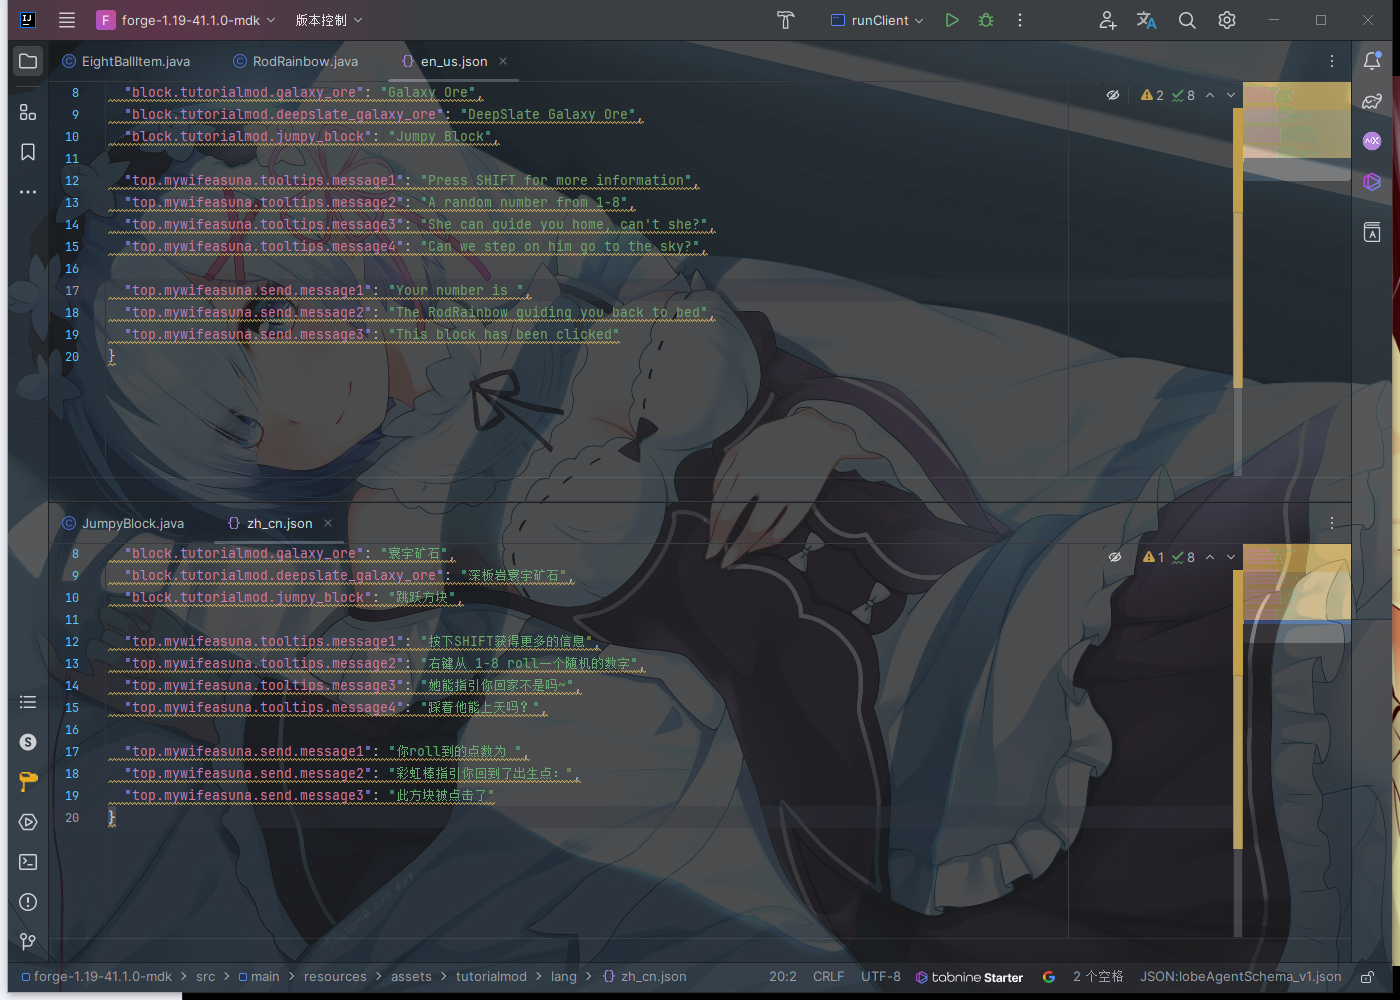 F forge-1.19-41.1.0-mdk 版本控制 runClient
EightBallItem.java RodRainbow.java {} en_us.json
2 8
8 "block.tutorialmod.galaxy_ore": "Galaxy Ore",
9 "block.tutorialmod.deepslate_galaxy_ore": "DeepSlate Galaxy Ore",
10 "block.tutorialmod.jumpy_block": "Jumpy Block",
11
12 "top.mywifeasuna.tooltips.message1": "Press SHIFT for more information",
13 "top.mywifeasuna.tooltips.message2": "A random number from 1-8",
14 "top.mywifeasuna.tooltips.message3": "She can guide you home, can't she?",
15 "top.mywifeasuna.tooltips.message4": "Can we step on him go to the sky?",
16
17 "top.mywifeasuna.send.message1": "Your number is ",
18 "top.mywifeasuna.send.message2": "The RodRainbow guiding you back to bed",
19 "top.mywifeasuna.send.message3": "This block has been clicked"
20 }
JumpyBlock.java {} zh_cn.json
1 8
8 "block.tutorialmod.galaxy_ore": "寰宇矿石",
9 "block.tutorialmod.deepslate_galaxy_ore": "深板岩寰宇矿石",
10 "block.tutorialmod.jumpy_block": "跳跃方块",
11
12 "top.mywifeasuna.tooltips.message1": "按下SHIFT获得更多的信息",
13 "top.mywifeasuna.tooltips.message2": "右键从 1-8 roll一个随机的数字",
14 "top.mywifeasuna.tooltips.message3": "她能指引你回家不是吗~",
15 "top.mywifeasuna.tooltips.message4": "踩着他能上天吗？",
16
17 "top.mywifeasuna.send.message1": "你roll到的点数为 ",
18 "top.mywifeasuna.send.message2": "彩虹棒指引你回到了出生点：",
19 "top.mywifeasuna.send.message3": "此方块被点击了"
20 }
forge-1.19-41.1.0-mdk > src > main > resources > assets > tutorialmod > lang > {} zh_cn.json 20:2 CRLF UTF-8 tabnine Starter 2 个空格 JSON:lobeAgentSchema_v1.json